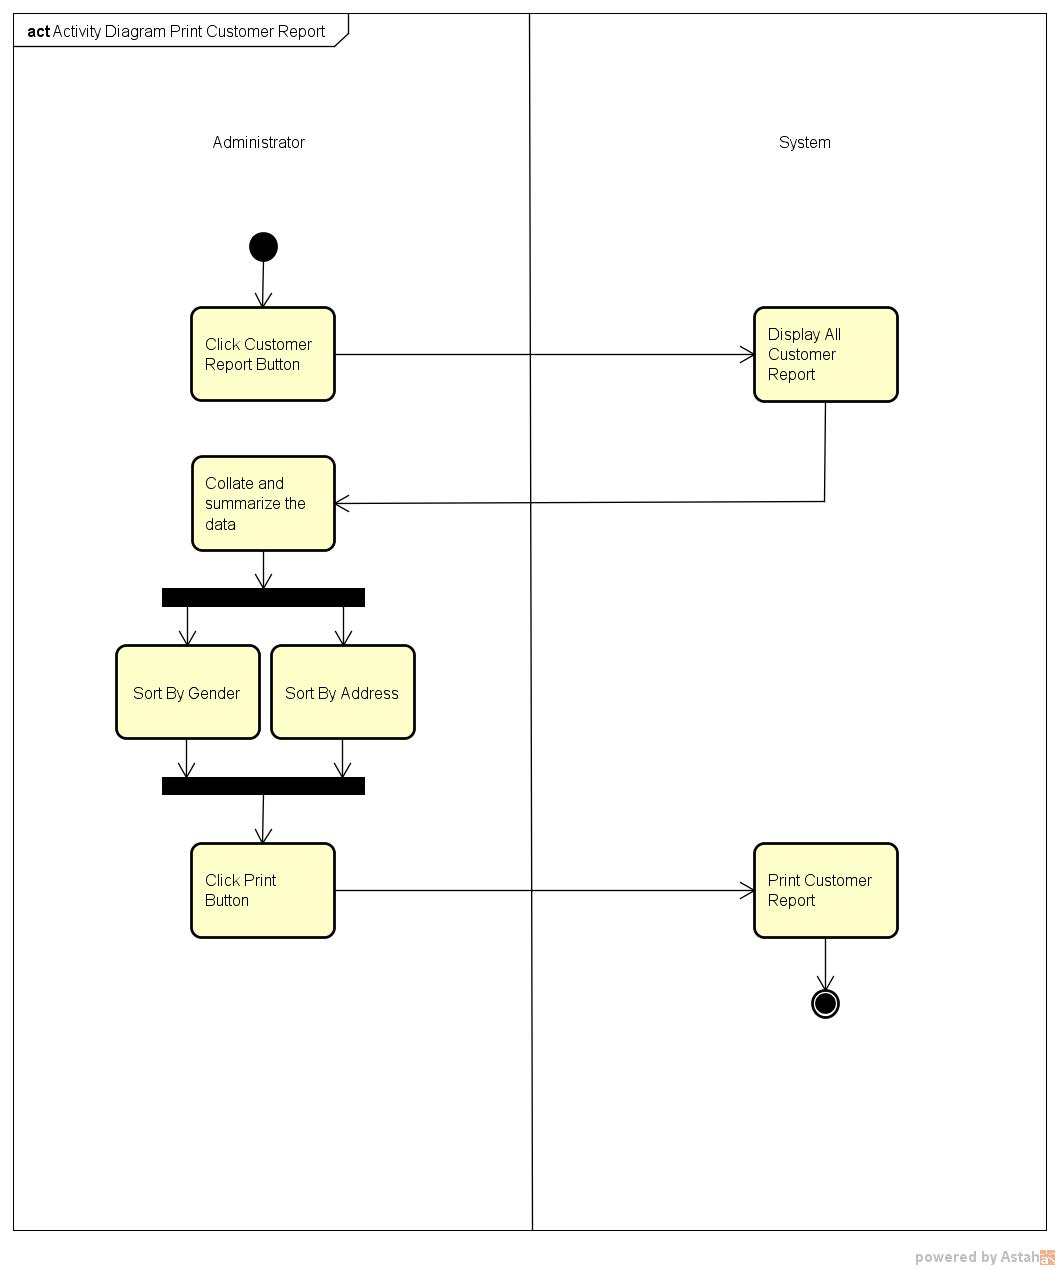 act Activity Diagram Print Customer Report
Administrator
System
Click Customer
Report Button
Display All
Customer
Report
Collate and
summarize the
data
Sort By Gender
Sort By Address
Click Print
Button
Print Customer
Report
powered by Astah